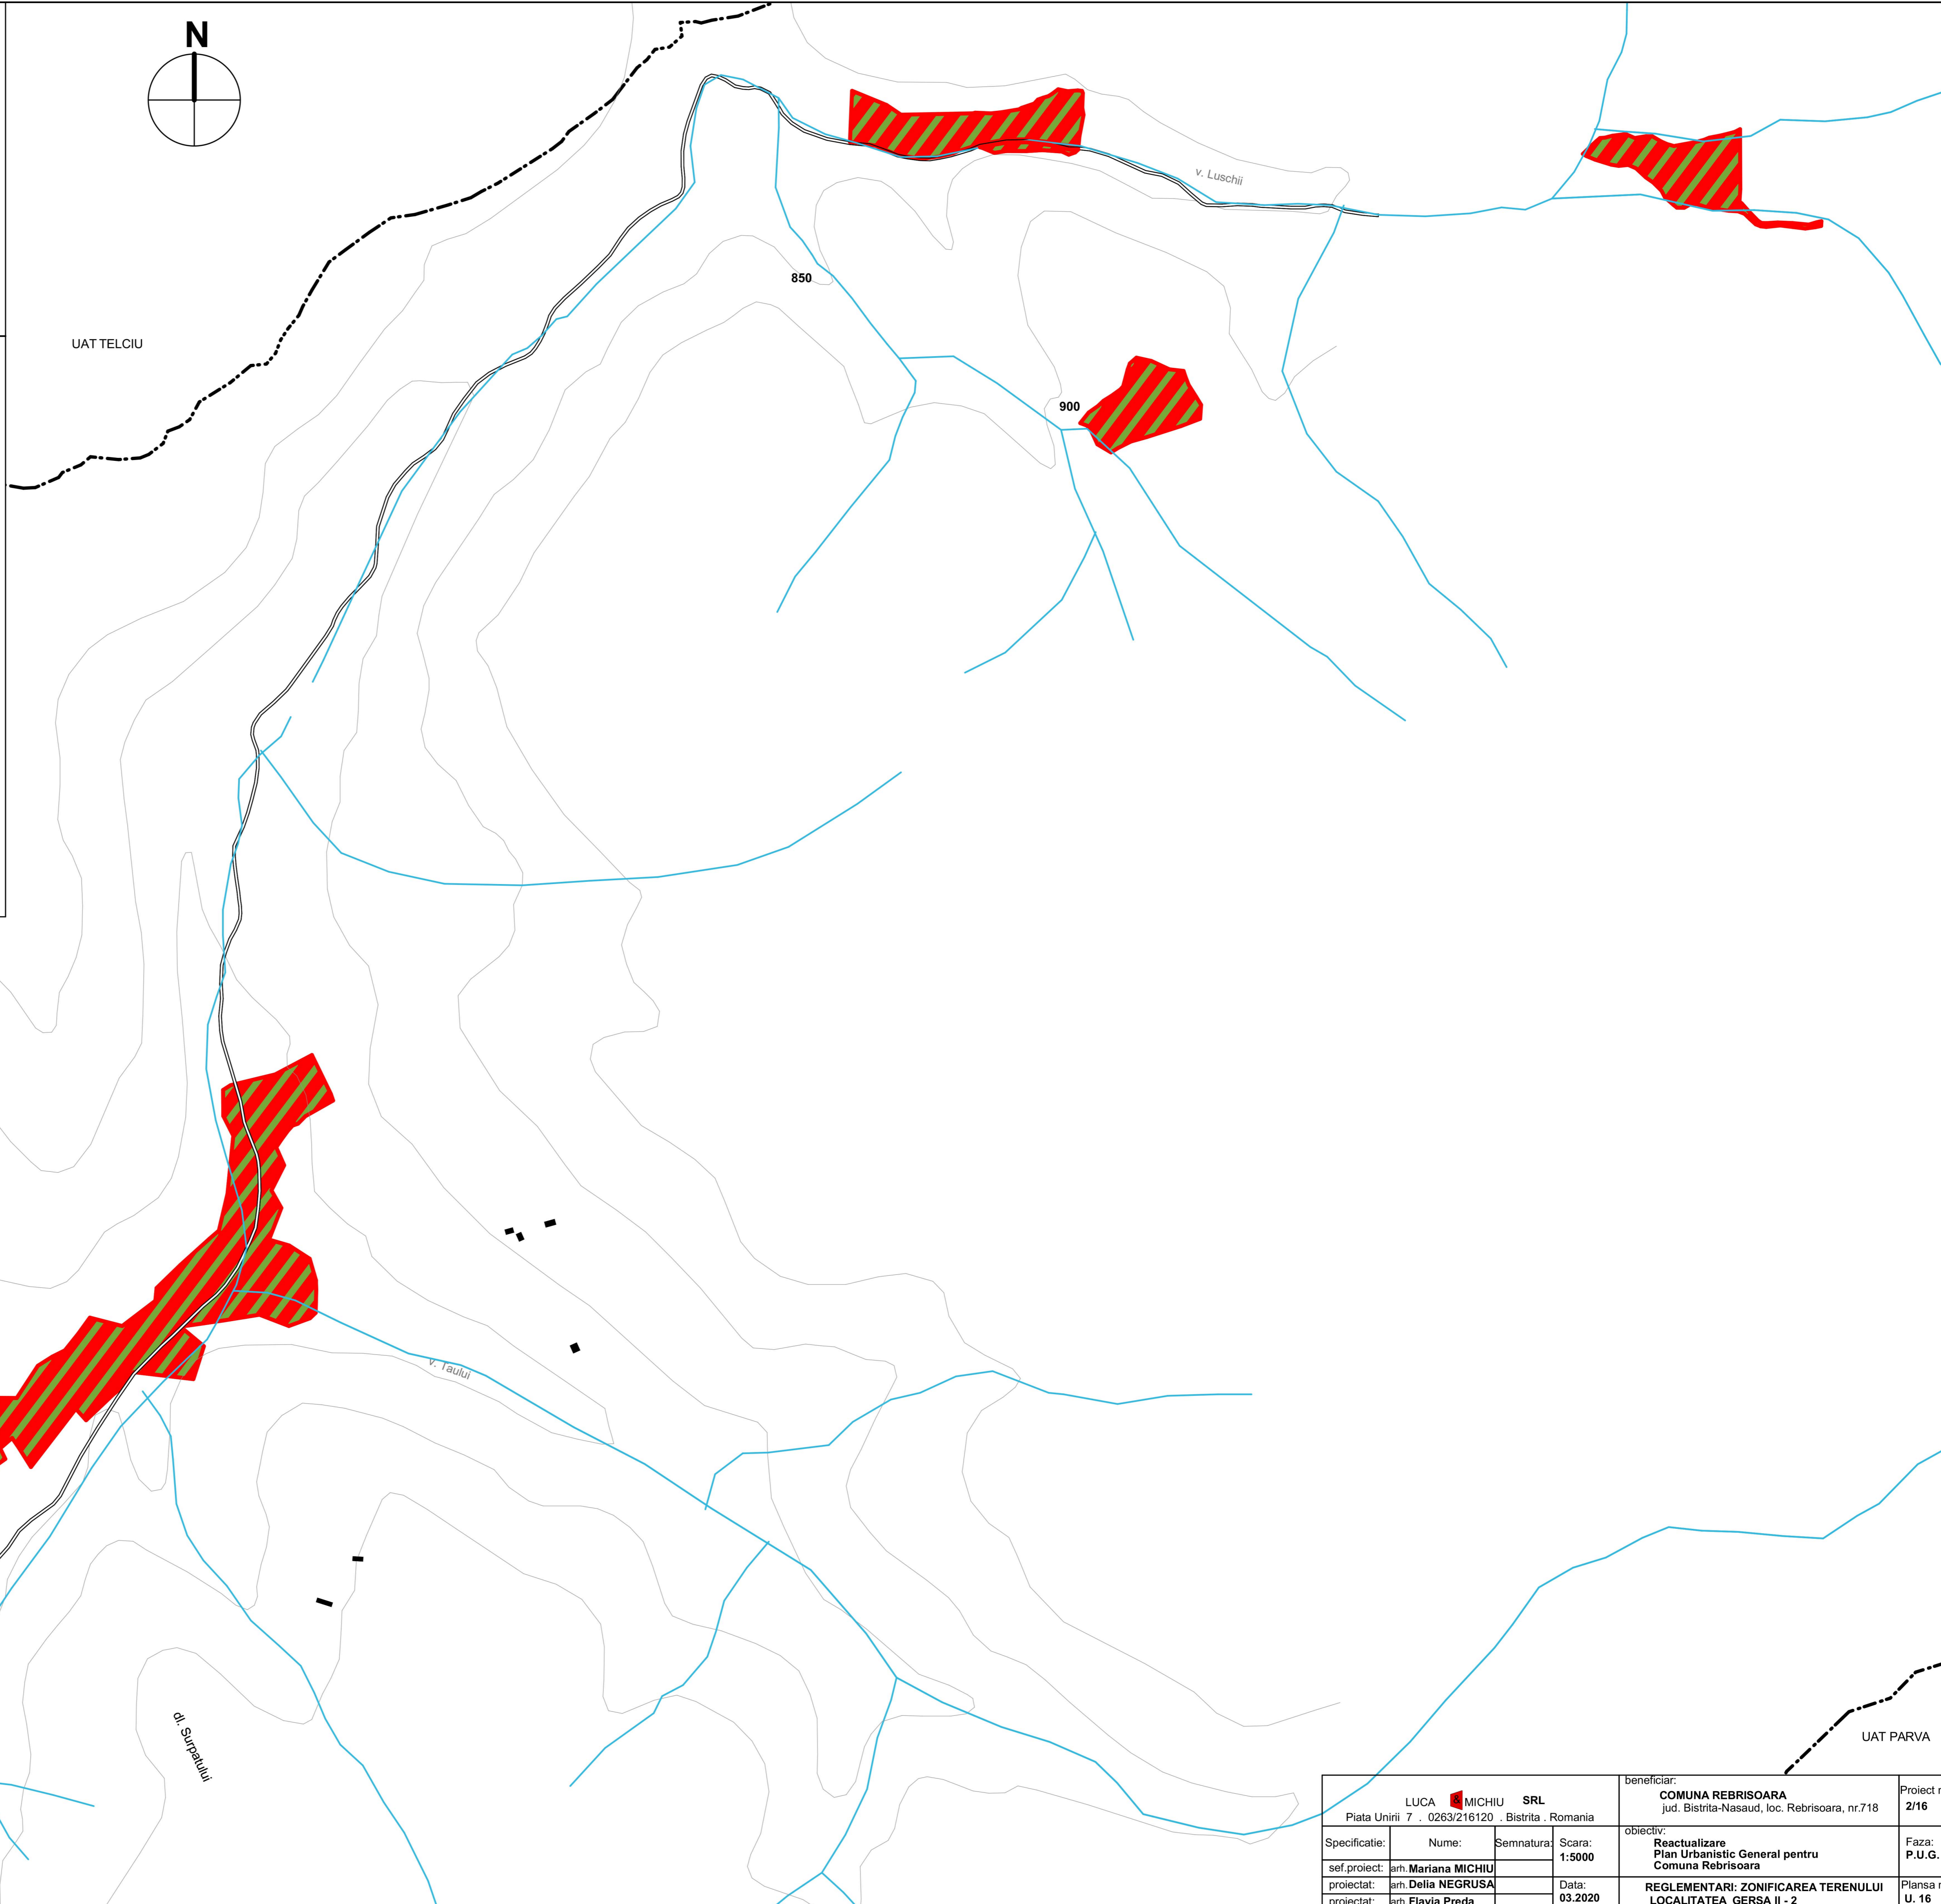 N
UAT TELCIU
v. Luschii
850
900
v. Taului
dl. Surpatului
UAT PARVA
LUCA & MICHIU SRL
Piata Unirii 7 . 0263/216120 . Bistrita . Romania
beneficiar:
COMUNA REBRISOARA
jud. Bistrita-Nasaud, loc. Rebrisoara, nr.718
Proiect
2/16
Specificatie: Nume: Semnatura: Scara:
1:5000
obiectiv:
Reactualizare
Plan Urbanistic General pentru
Comuna Rebrisoara
Faza:
P.U.G.
sef.proiect: arh. Mariana MICHIU
proiectat: arh. Delia NEGRUSA
proiectat: arh. Flavia Preda
Data:
03.2020
REGLEMENTARI: ZONIFICAREA TERENULUI
LOCALITATEA GERSA II - 2
Plansa
U. 16